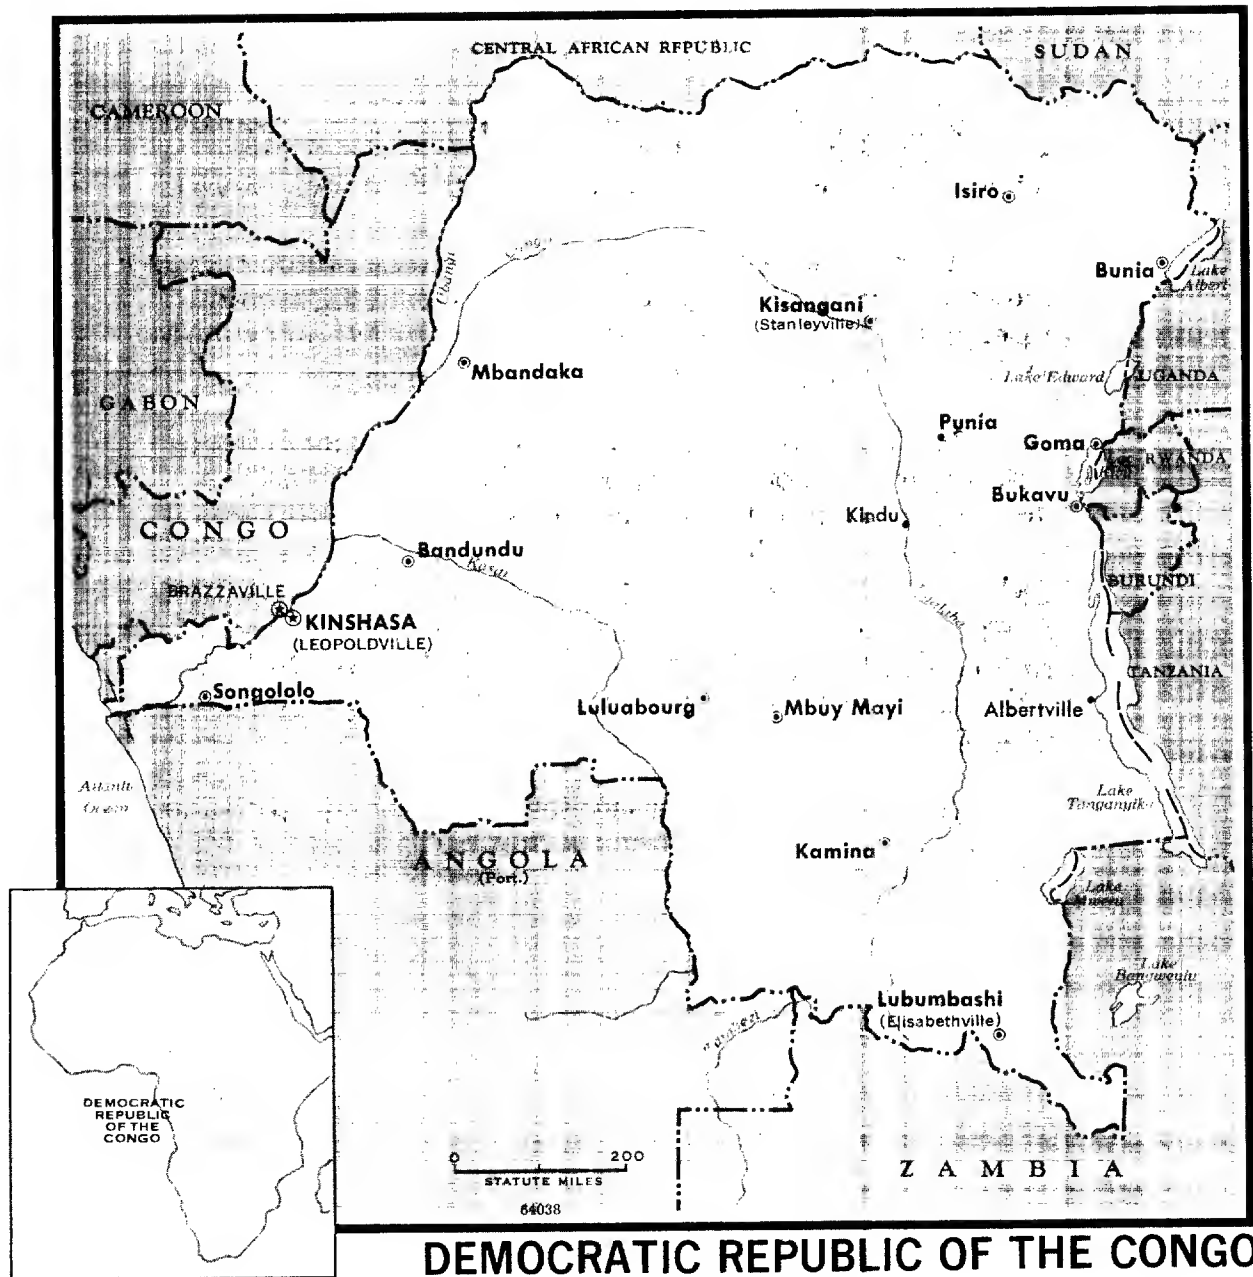 CENTRAL AFRICAN REPUBLIC
SUDAN
CAMEROON
Isiro
Ubangi
Congo
Bunia
Lake
Albert
Kisangani
(Stanleyville)
Mbandaka
Lake Edward
UGANDA
GABON
Punia
Goma
RWANDA
Bukavu
Kindu
CONGO
Bandundu
Kasai
BURUNDI
BRAZZAVILLE
KINSHASA
(LEOPOLDVILLE)
TANZANIA
Songololo
Luluabourg
Mbuy Mayi
Albertville
Ocean
Lake
Tanganyika
Kamina
ANGOLA
(Port.)
Lake
Mweru
Lake
Bangweulu
Lubumbashi
(Elisabethville)
DEMOCRATIC
REPUBLIC
OF THE
CONGO
0 200
STATUTE MILES
ZAMBIA
64038
DEMOCRATIC REPUBLIC OF THE CONGO